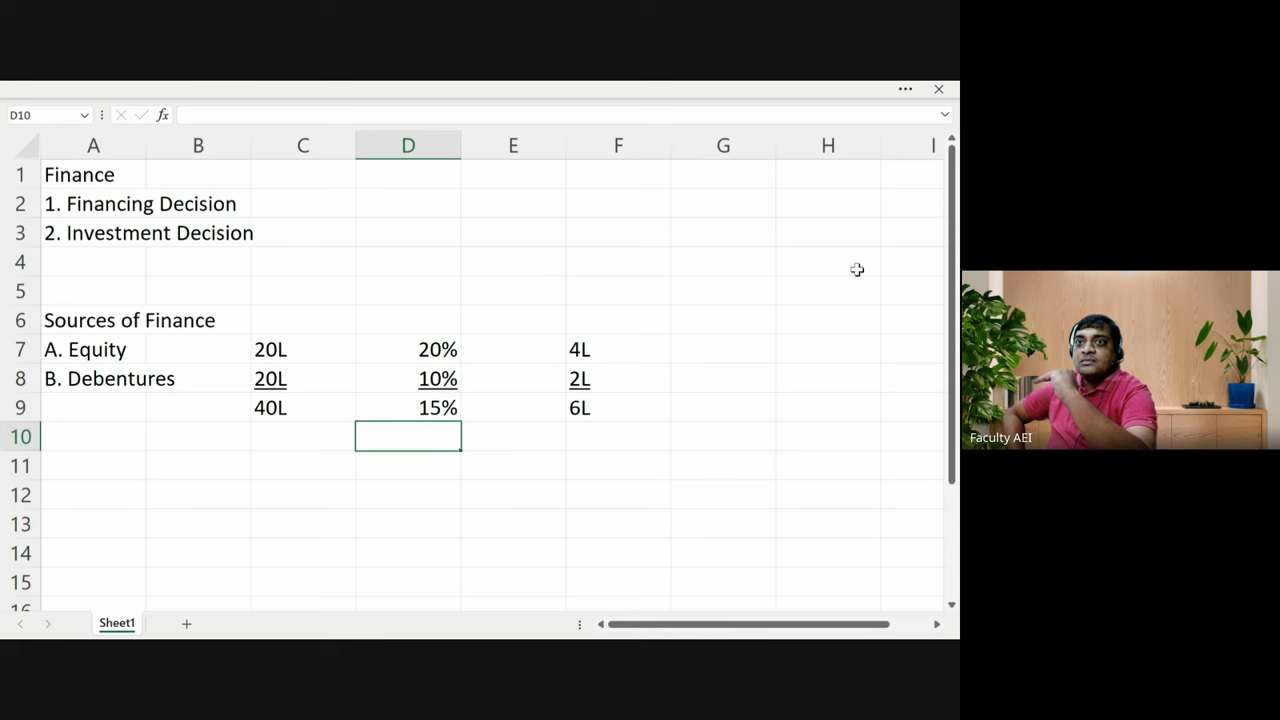 D10
fx
A B C D E F G H I
1 Finance
2 1. Financing Decision
3 2. Investment Decision
4
5
6 Sources of Finance
7 A. Equity 20L 20% 4L
8 B. Debentures 20L 10% 2L
9 40L 15% 6L
10
11
12
13
14
15
16
Sheet1
Faculty AEI